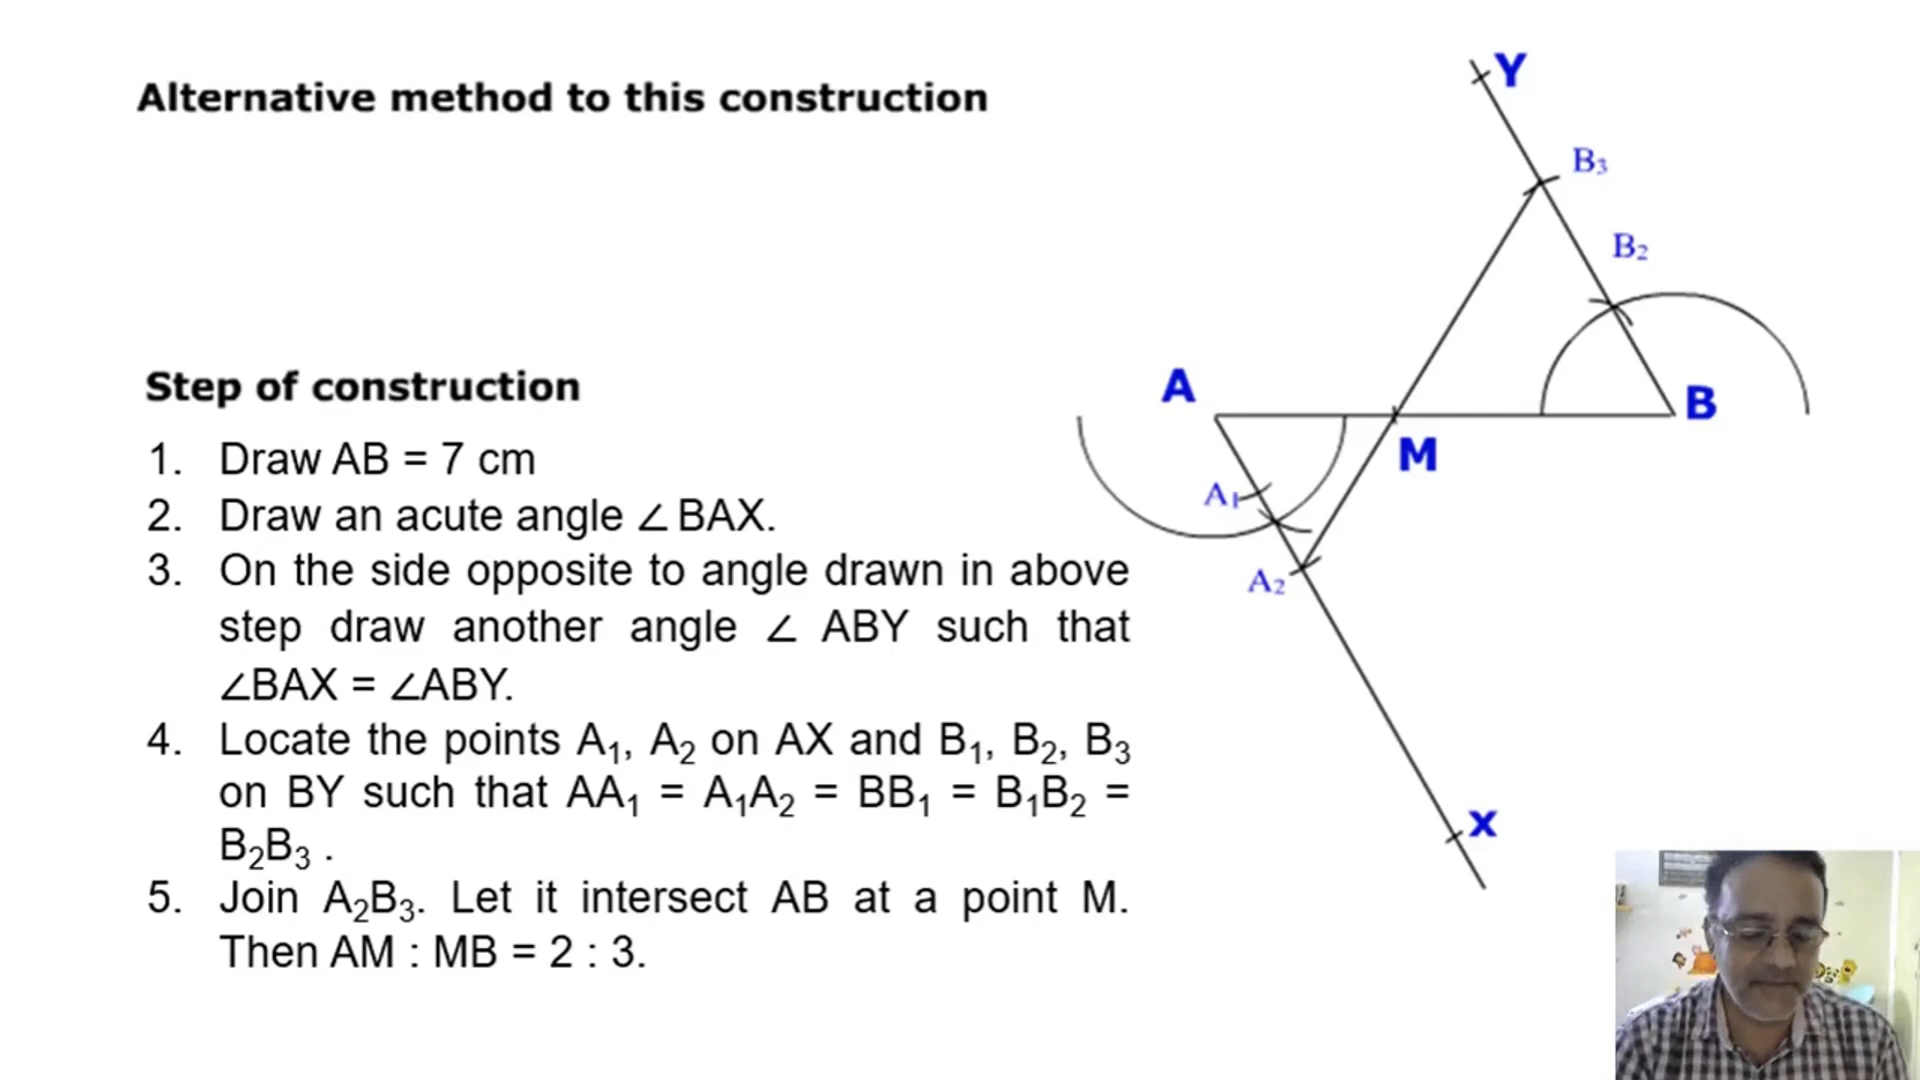 Alternative method to this construction
Step of construction
1. Draw AB = 7 cm
2. Draw an acute angle ∠ BAX.
3. On the side opposite to angle drawn in above
step draw another angle ∠ ABY such that
∠BAX = ∠ABY.
4. Locate the points A₁, A₂ on AX and B₁, B₂, B₃
on BY such that AA₁ = A₁A₂ = BB₁ = B₁B₂ =
B₂B₃ .
5. Join A₂B₃. Let it intersect AB at a point M.
Then AM : MB = 2 : 3.
Y
B₃
B₂
A
B
M
A₁
A₂
X